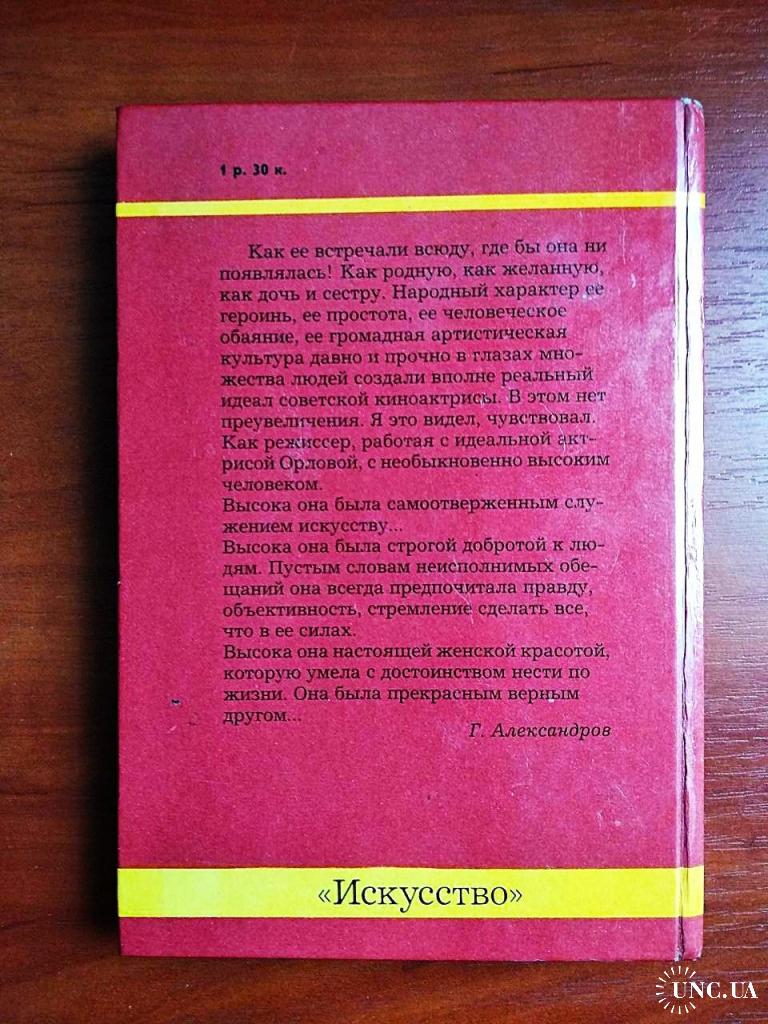 1 р. 30 к.
Как ее встречали всюду, где бы она ни
появлялась! Как родную, как желанную,
как дочь и сестру. Народный характер ее
героинь, ее простота, ее человеческое
обаяние, ее громадная артистическая
культура давно и прочно в глазах мно-
жества людей создали вполне реальный
идеал советской киноактрисы. В этом нет
преувеличения. Я это видел, чувствовал.
Как режиссер, работая с идеальной акт-
рисой Орловой, с необыкновенно высоким
человеком.
Высока она была самоотверженным слу-
жением искусству...
Высока она была строгой добротой к лю-
дям. Пустым словам неисполнимых обе-
щаний она всегда предпочитала правду,
объективность, стремление сделать все,
что в ее силах.
Высока она настоящей женской красотой,
которую умела с достоинством нести по
жизни. Она была прекрасным верным
другом...
Г. Александров
«Искусство»
UNC.UA